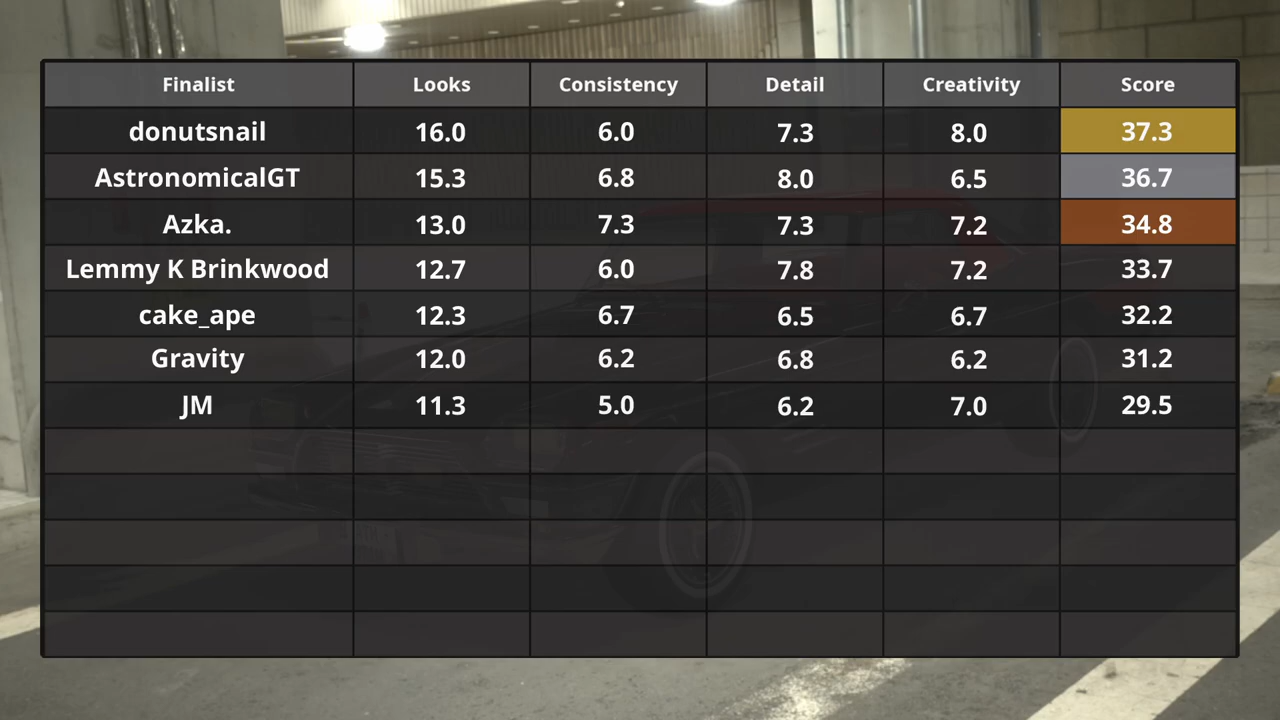 Finalist Looks Consistency Detail Creativity Score
donutsnail 16.0 6.0 7.3 8.0 37.3
AstronomicalGT 15.3 6.8 8.0 6.5 36.7
Azka. 13.0 7.3 7.3 7.2 34.8
Lemmy K Brinkwood 12.7 6.0 7.8 7.2 33.7
cake_ape 12.3 6.7 6.5 6.7 32.2
Gravity 12.0 6.2 6.8 6.2 31.2
JM 11.3 5.0 6.2 7.0 29.5